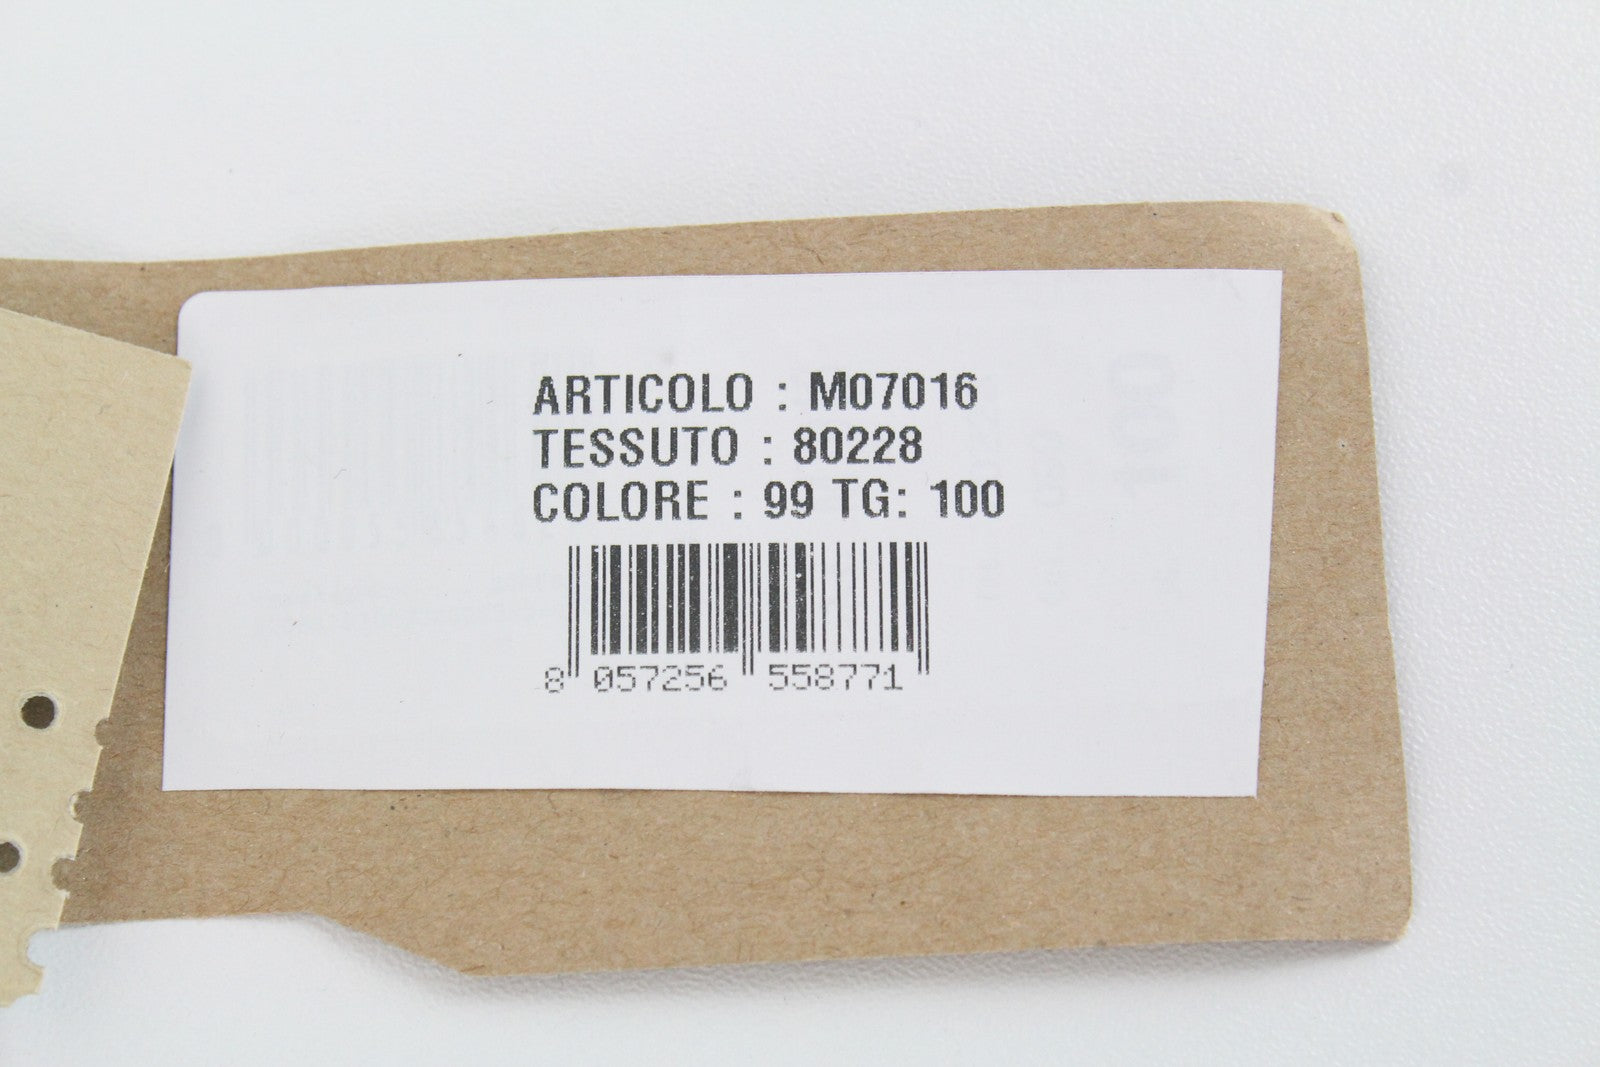 ARTICOLO : M07016
TESSUTO : 80228
COLORE : 99 TG: 100
8 057256 558771